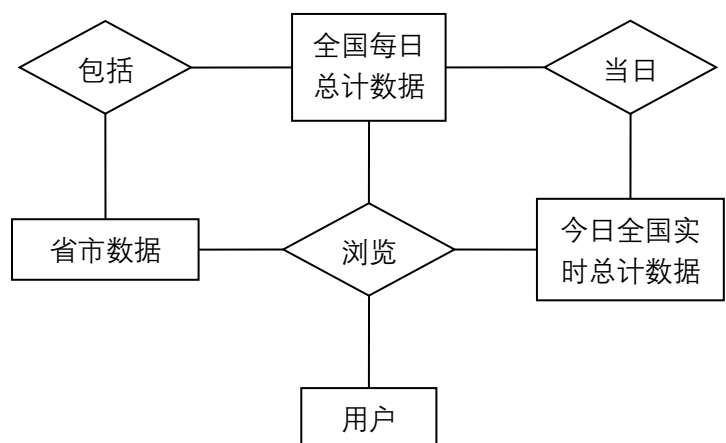 包括
全国每日
总计数据
当日
省市数据
浏览
今日全国实
时总计数据
用户